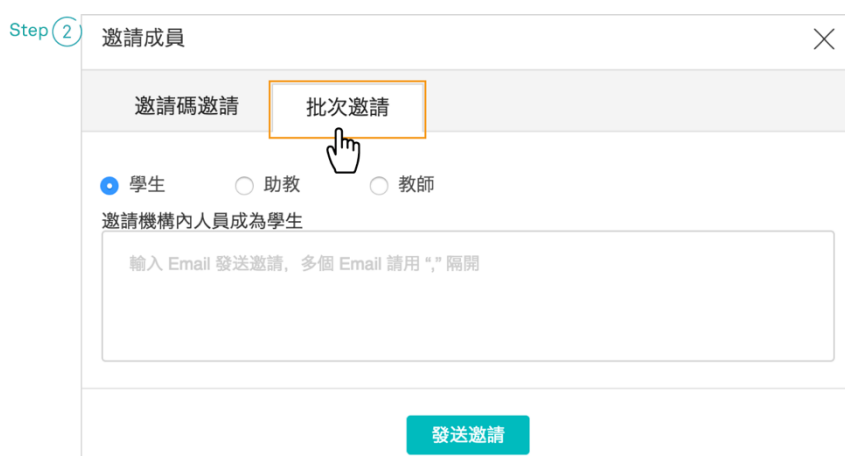 Step 2
邀請成員
邀請碼邀請 批次邀請
學生 助教 教師
邀請機構內人員成為學生
輸入 Email 發送邀請，多個 Email 請用 “,” 隔開
發送邀請